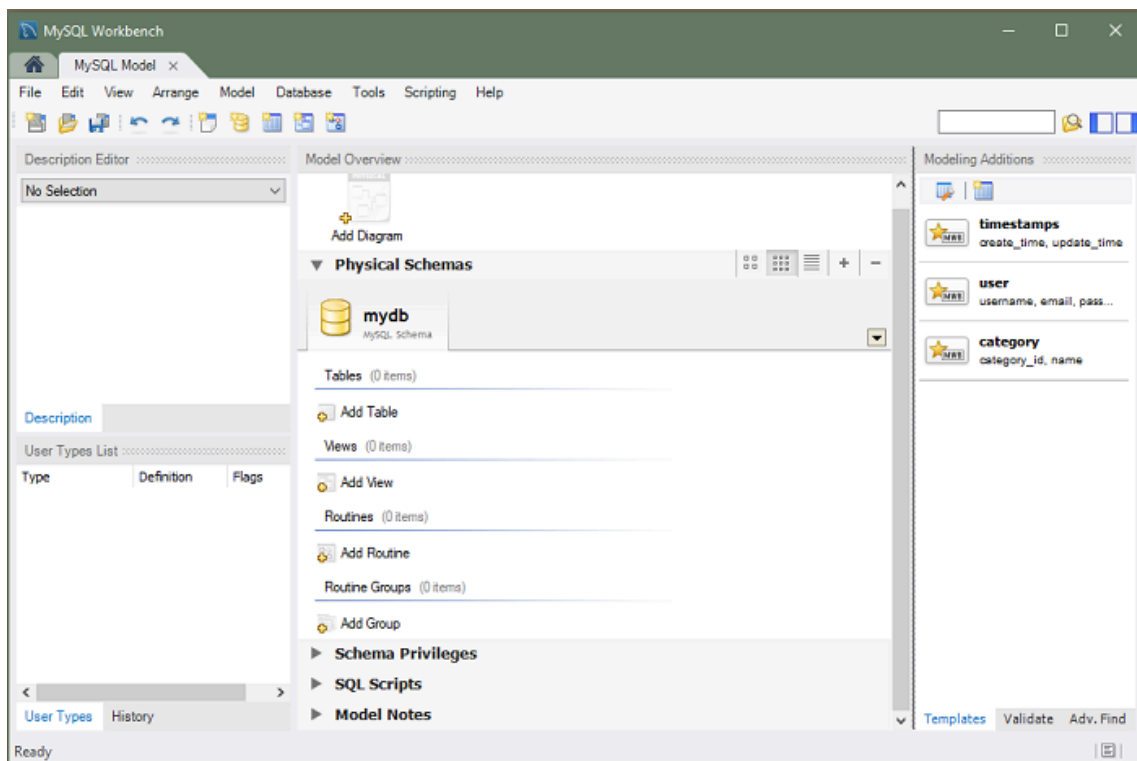 MySQL Workbench
MySQL Model ×
File Edit View Arrange Model Database Tools Scripting Help
Description Editor
No Selection
Description
User Types List
Type Definition Flags
User Types History
Model Overview
Add Diagram
Physical Schemas
mydb
MySQL Schema
Tables (0 items)
Add Table
Views (0 items)
Add View
Routines (0 items)
Add Routine
Routine Groups (0 items)
Add Group
Schema Privileges
SQL Scripts
Model Notes
Modeling Additions
timestamps
create_time, update_time
user
username, email, pass...
category
category_id, name
Templates Validate Adv. Find
Ready